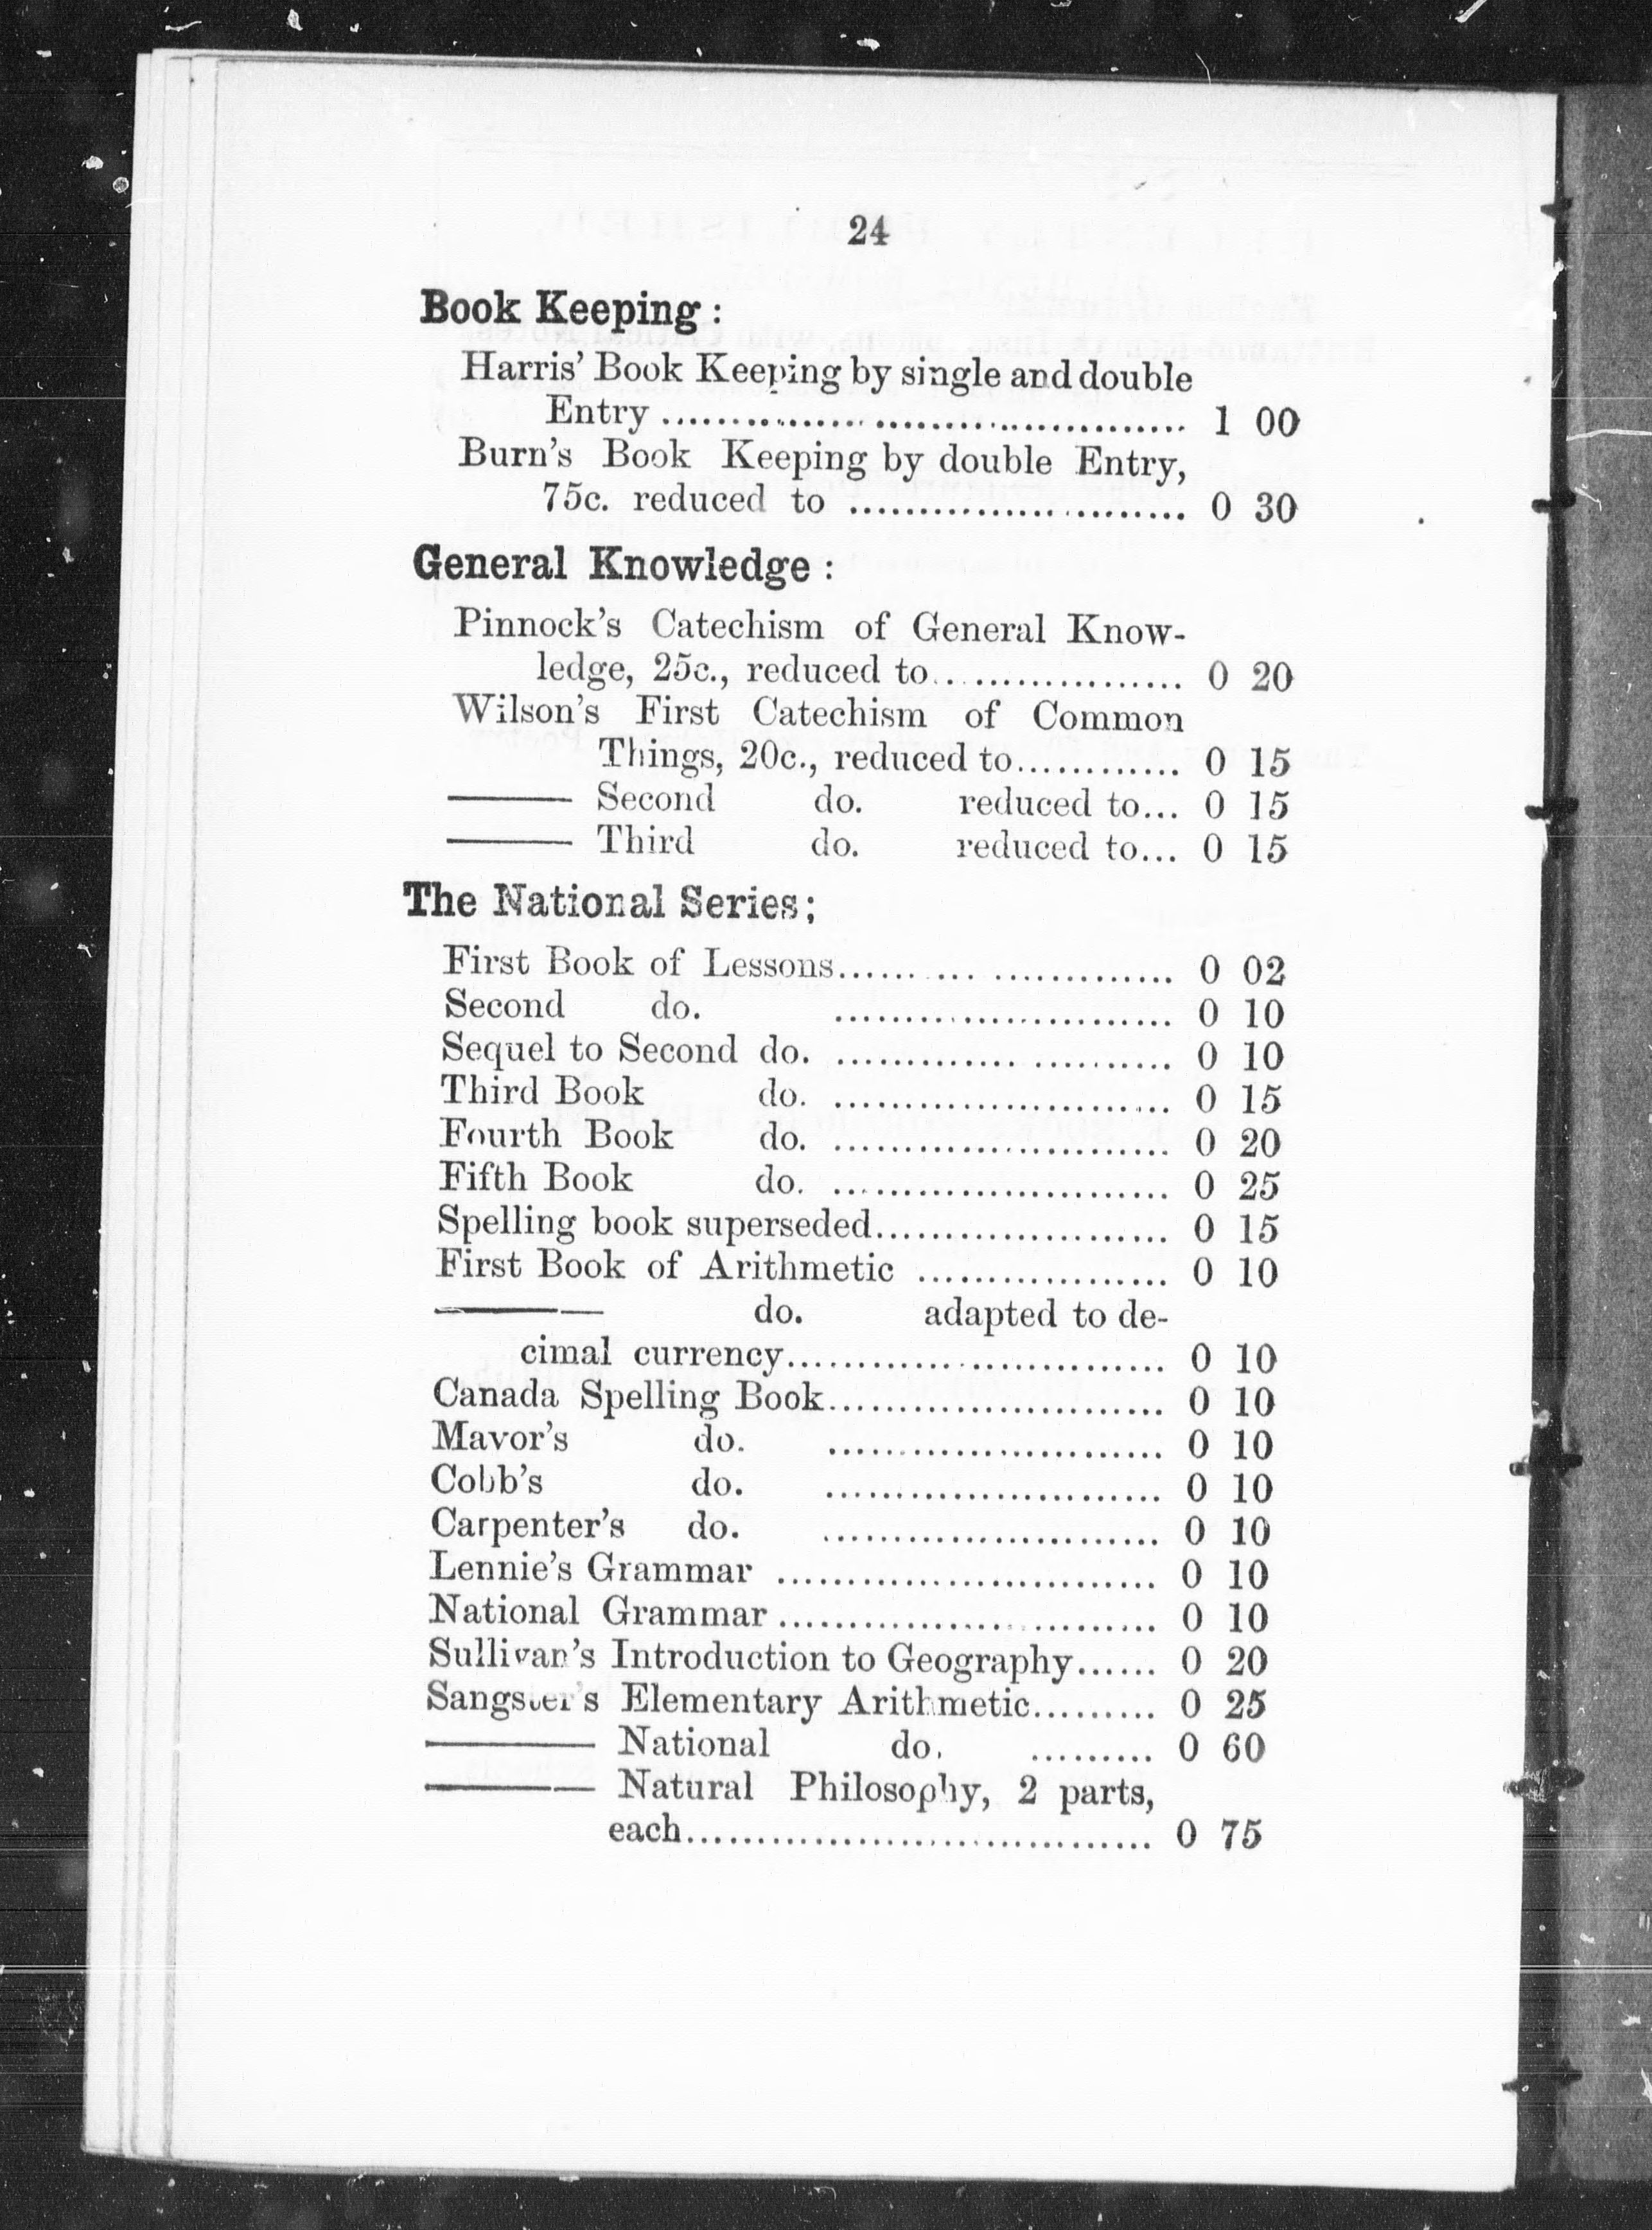 24
Book Keeping :
Harris' Book Keeping by single and double
Entry ........................................ 1 00
Burn's Book Keeping by double Entry,
75c. reduced to ........................ 0 30
General Knowledge :
Pinnock's Catechism of General Know-
ledge, 25c., reduced to.................. 0 20
Wilson's First Catechism of Common
Things, 20c., reduced to............ 0 15
——— Second do. reduced to... 0 15
——— Third do. reduced to... 0 15
The National Series;
First Book of Lessons........................ 0 02
Second do. ........................ 0 10
Sequel to Second do. ........................ 0 10
Third Book do. ........................ 0 15
Fourth Book do. ........................ 0 20
Fifth Book do. ........................ 0 25
Spelling book superseded..................... 0 15
First Book of Arithmetic .................. 0 10
———— do. adapted to de-
cimal currency........................... 0 10
Canada Spelling Book........................ 0 10
Mavor's do. ........................ 0 10
Cobb's do. ........................ 0 10
Carpenter's do. ........................ 0 10
Lennie's Grammar ........................... 0 10
National Grammar ........................... 0 10
Sullivan's Introduction to Geography...... 0 20
Sangster's Elementary Arithmetic......... 0 25
———— National do. ......... 0 60
———— Natural Philosophy, 2 parts,
each................................. 0 75